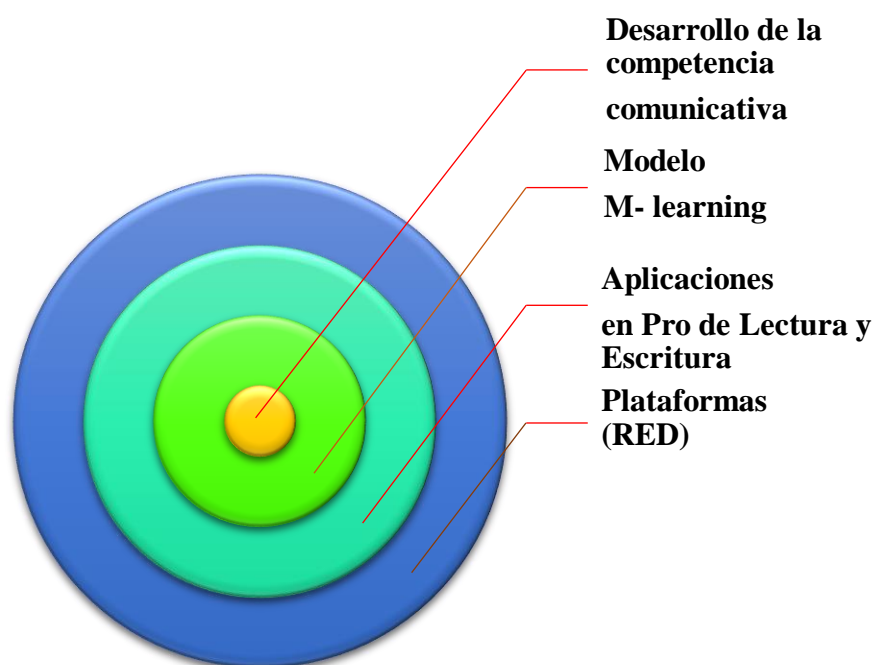 Desarrollo de la
competencia
comunicativa
Modelo
M- learning
Aplicaciones
en Pro de Lectura y
Escritura
Plataformas
(RED)